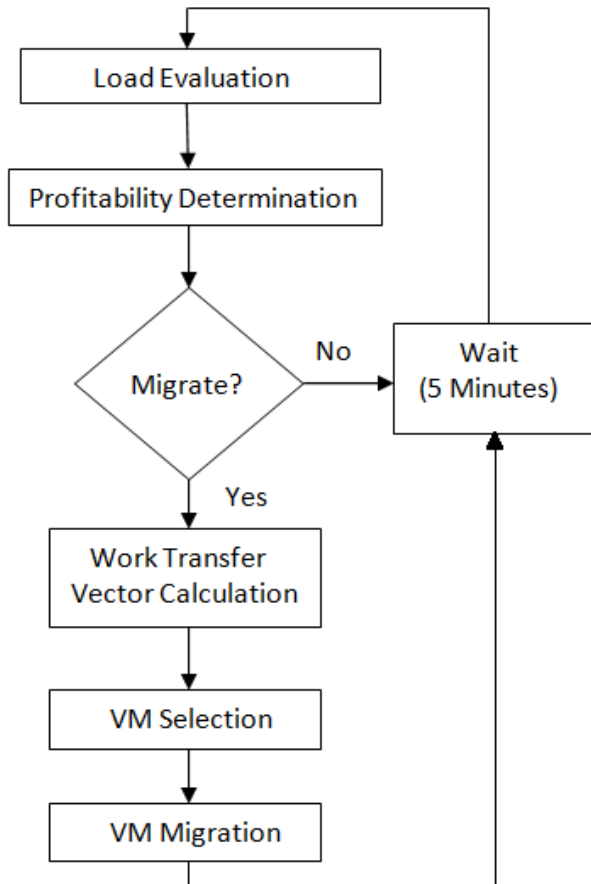 Load Evaluation
Profitability Determination
Migrate?
No
Wait
(5 Minutes)
Yes
Work Transfer
Vector Calculation
VM Selection
VM Migration